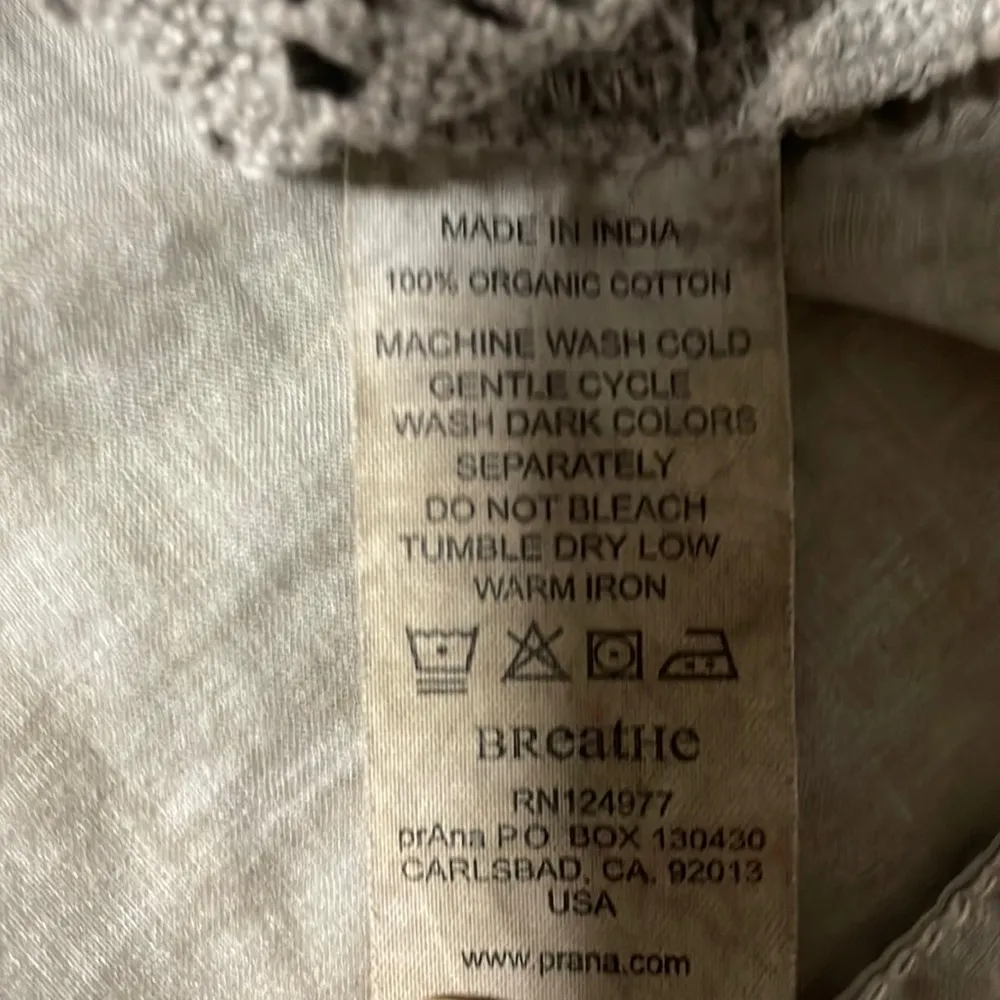 MADE IN INDIA
100% ORGANIC COTTON
MACHINE WASH COLD
GENTLE CYCLE
WASH DARK COLORS
SEPARATELY
DO NOT BLEACH
TUMBLE DRY LOW
WARM IRON
BReatHe
RN124977
prAna P.O. BOX 130430
CARLSBAD, CA. 92013
USA
www.prana.com